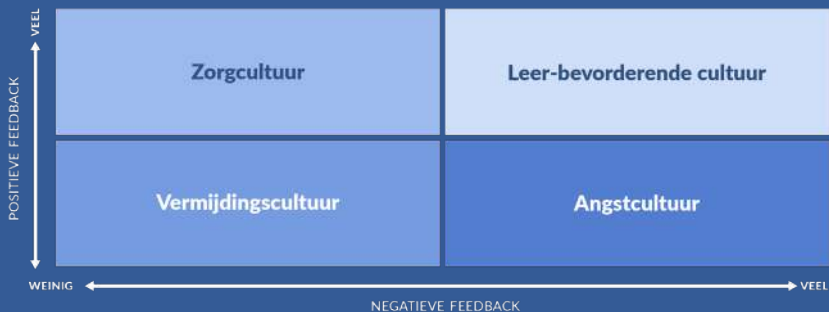 VEEL
POSITIEVE FEEDBACK
Zorgcultuur
Leer-bevorderende cultuur
Vermijdingscultuur
Angstcultuur
WEINIG
VEEL
NEGATIEVE FEEDBACK